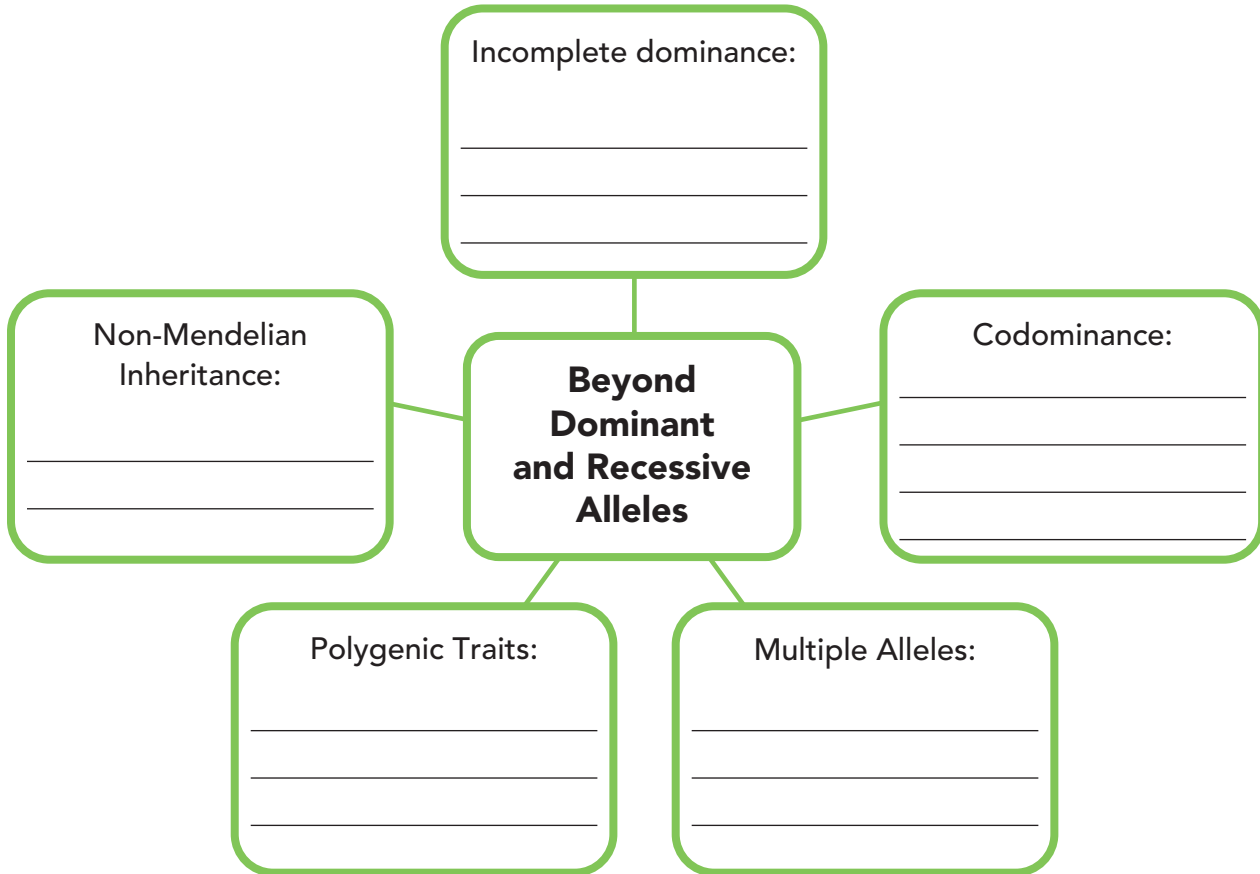 Incomplete dominance:
Non-Mendelian
Inheritance:
Beyond
Dominant
and Recessive
Alleles
Codominance:
Polygenic Traits:
Multiple Alleles: